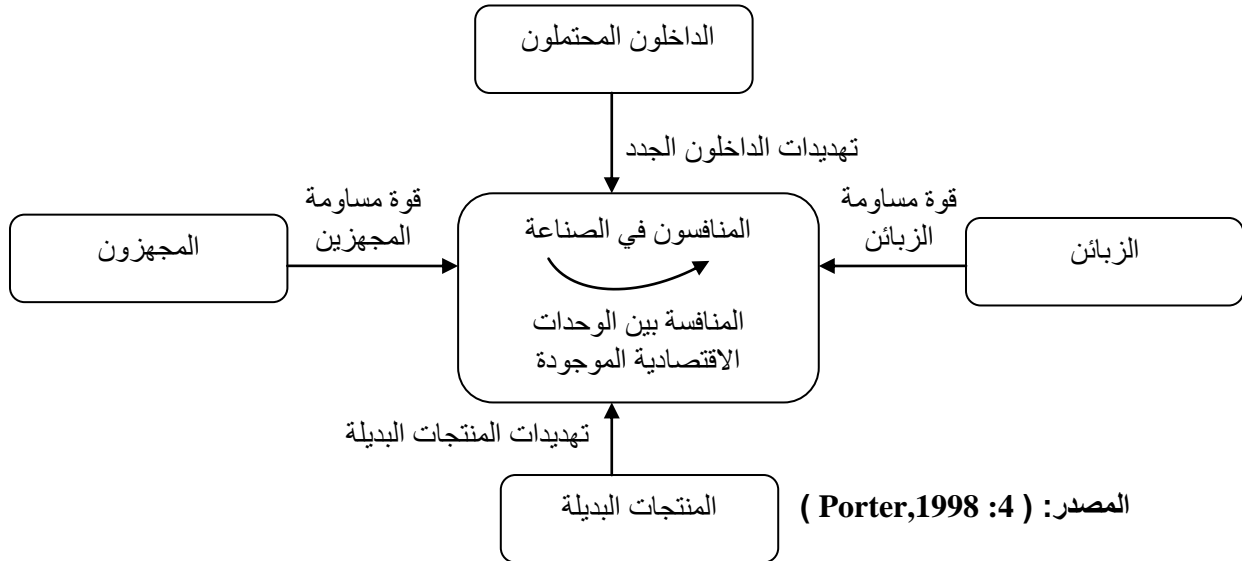 الداخلون المحتملون
تهديدات الداخلون الجدد
قوة مساومة
الزبائن
الزبائن
المنافسون في الصناعة
المنافسة بين الوحدات
الاقتصادية الموجودة
قوة مساومة
المجهزين
المجهزون
تهديدات المنتجات البديلة
المنتجات البديلة
المصدر: ( Porter,1998 :4 )